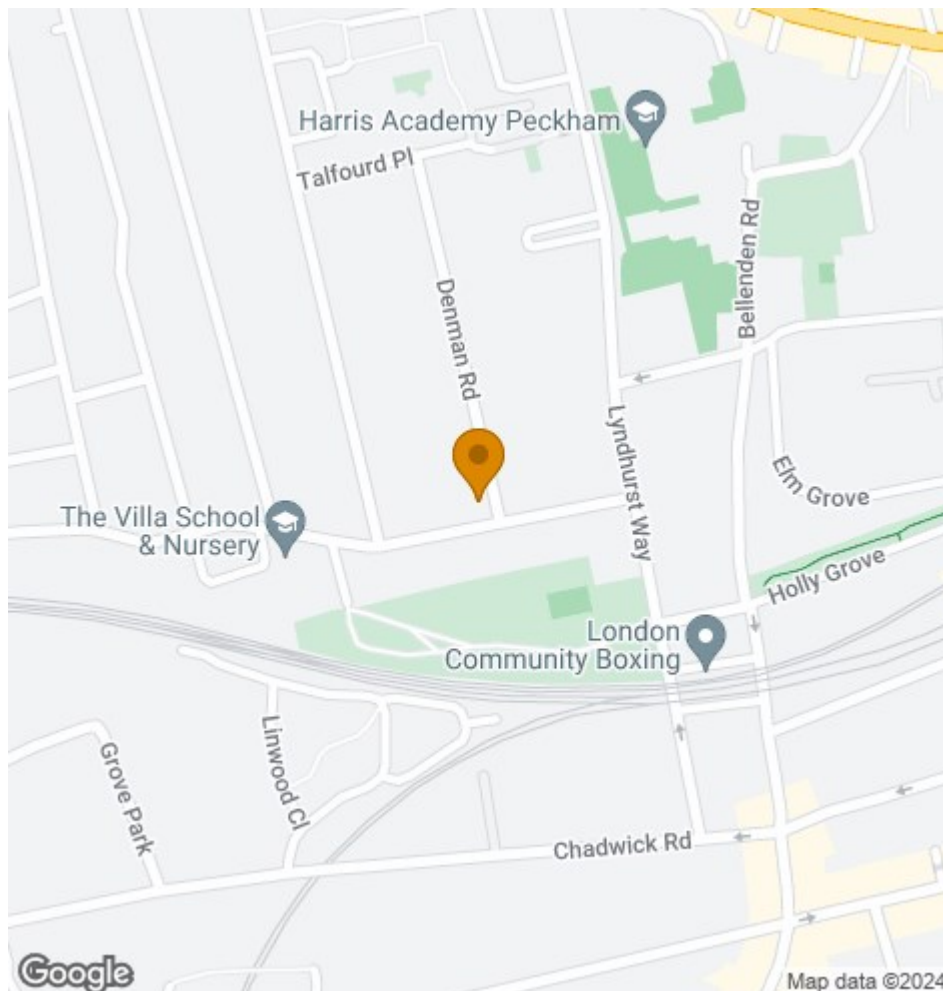 Harris Academy Peckham
Talfourd Pl
Bellenden Rd
Denman Rd
Lyndhurst Way
Elm Grove
The Villa School
& Nursery
Holly Grove
London
Community Boxing
Linwood Cl
Grove Park
Chadwick Rd
Google
Map data ©2024